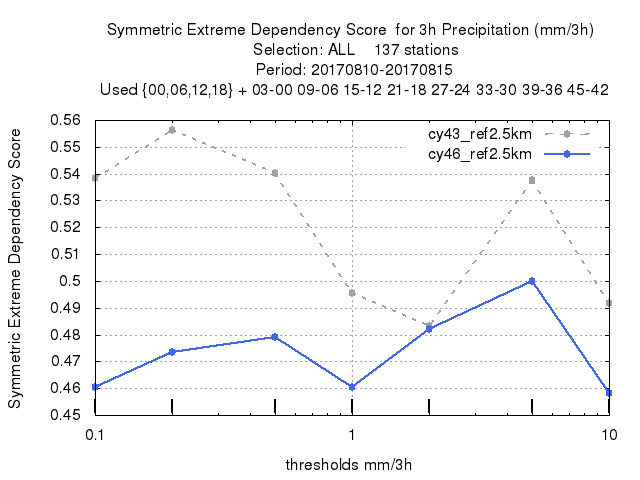 Symmetric Extreme Dependency Score for 3h Precipitation (mm/3h)
Selection: ALL 137 stations
Period: 20170810-20170815
Used {00,06,12,18} + 03-00 09-06 15-12 21-18 27-24 33-30 39-36 45-42
cy43_ref2.5km
cy46_ref2.5km
Symmetric Extreme Dependency Score
0.56
0.55
0.54
0.53
0.52
0.51
0.5
0.49
0.48
0.47
0.46
0.45
0.1 1 10
thresholds mm/3h